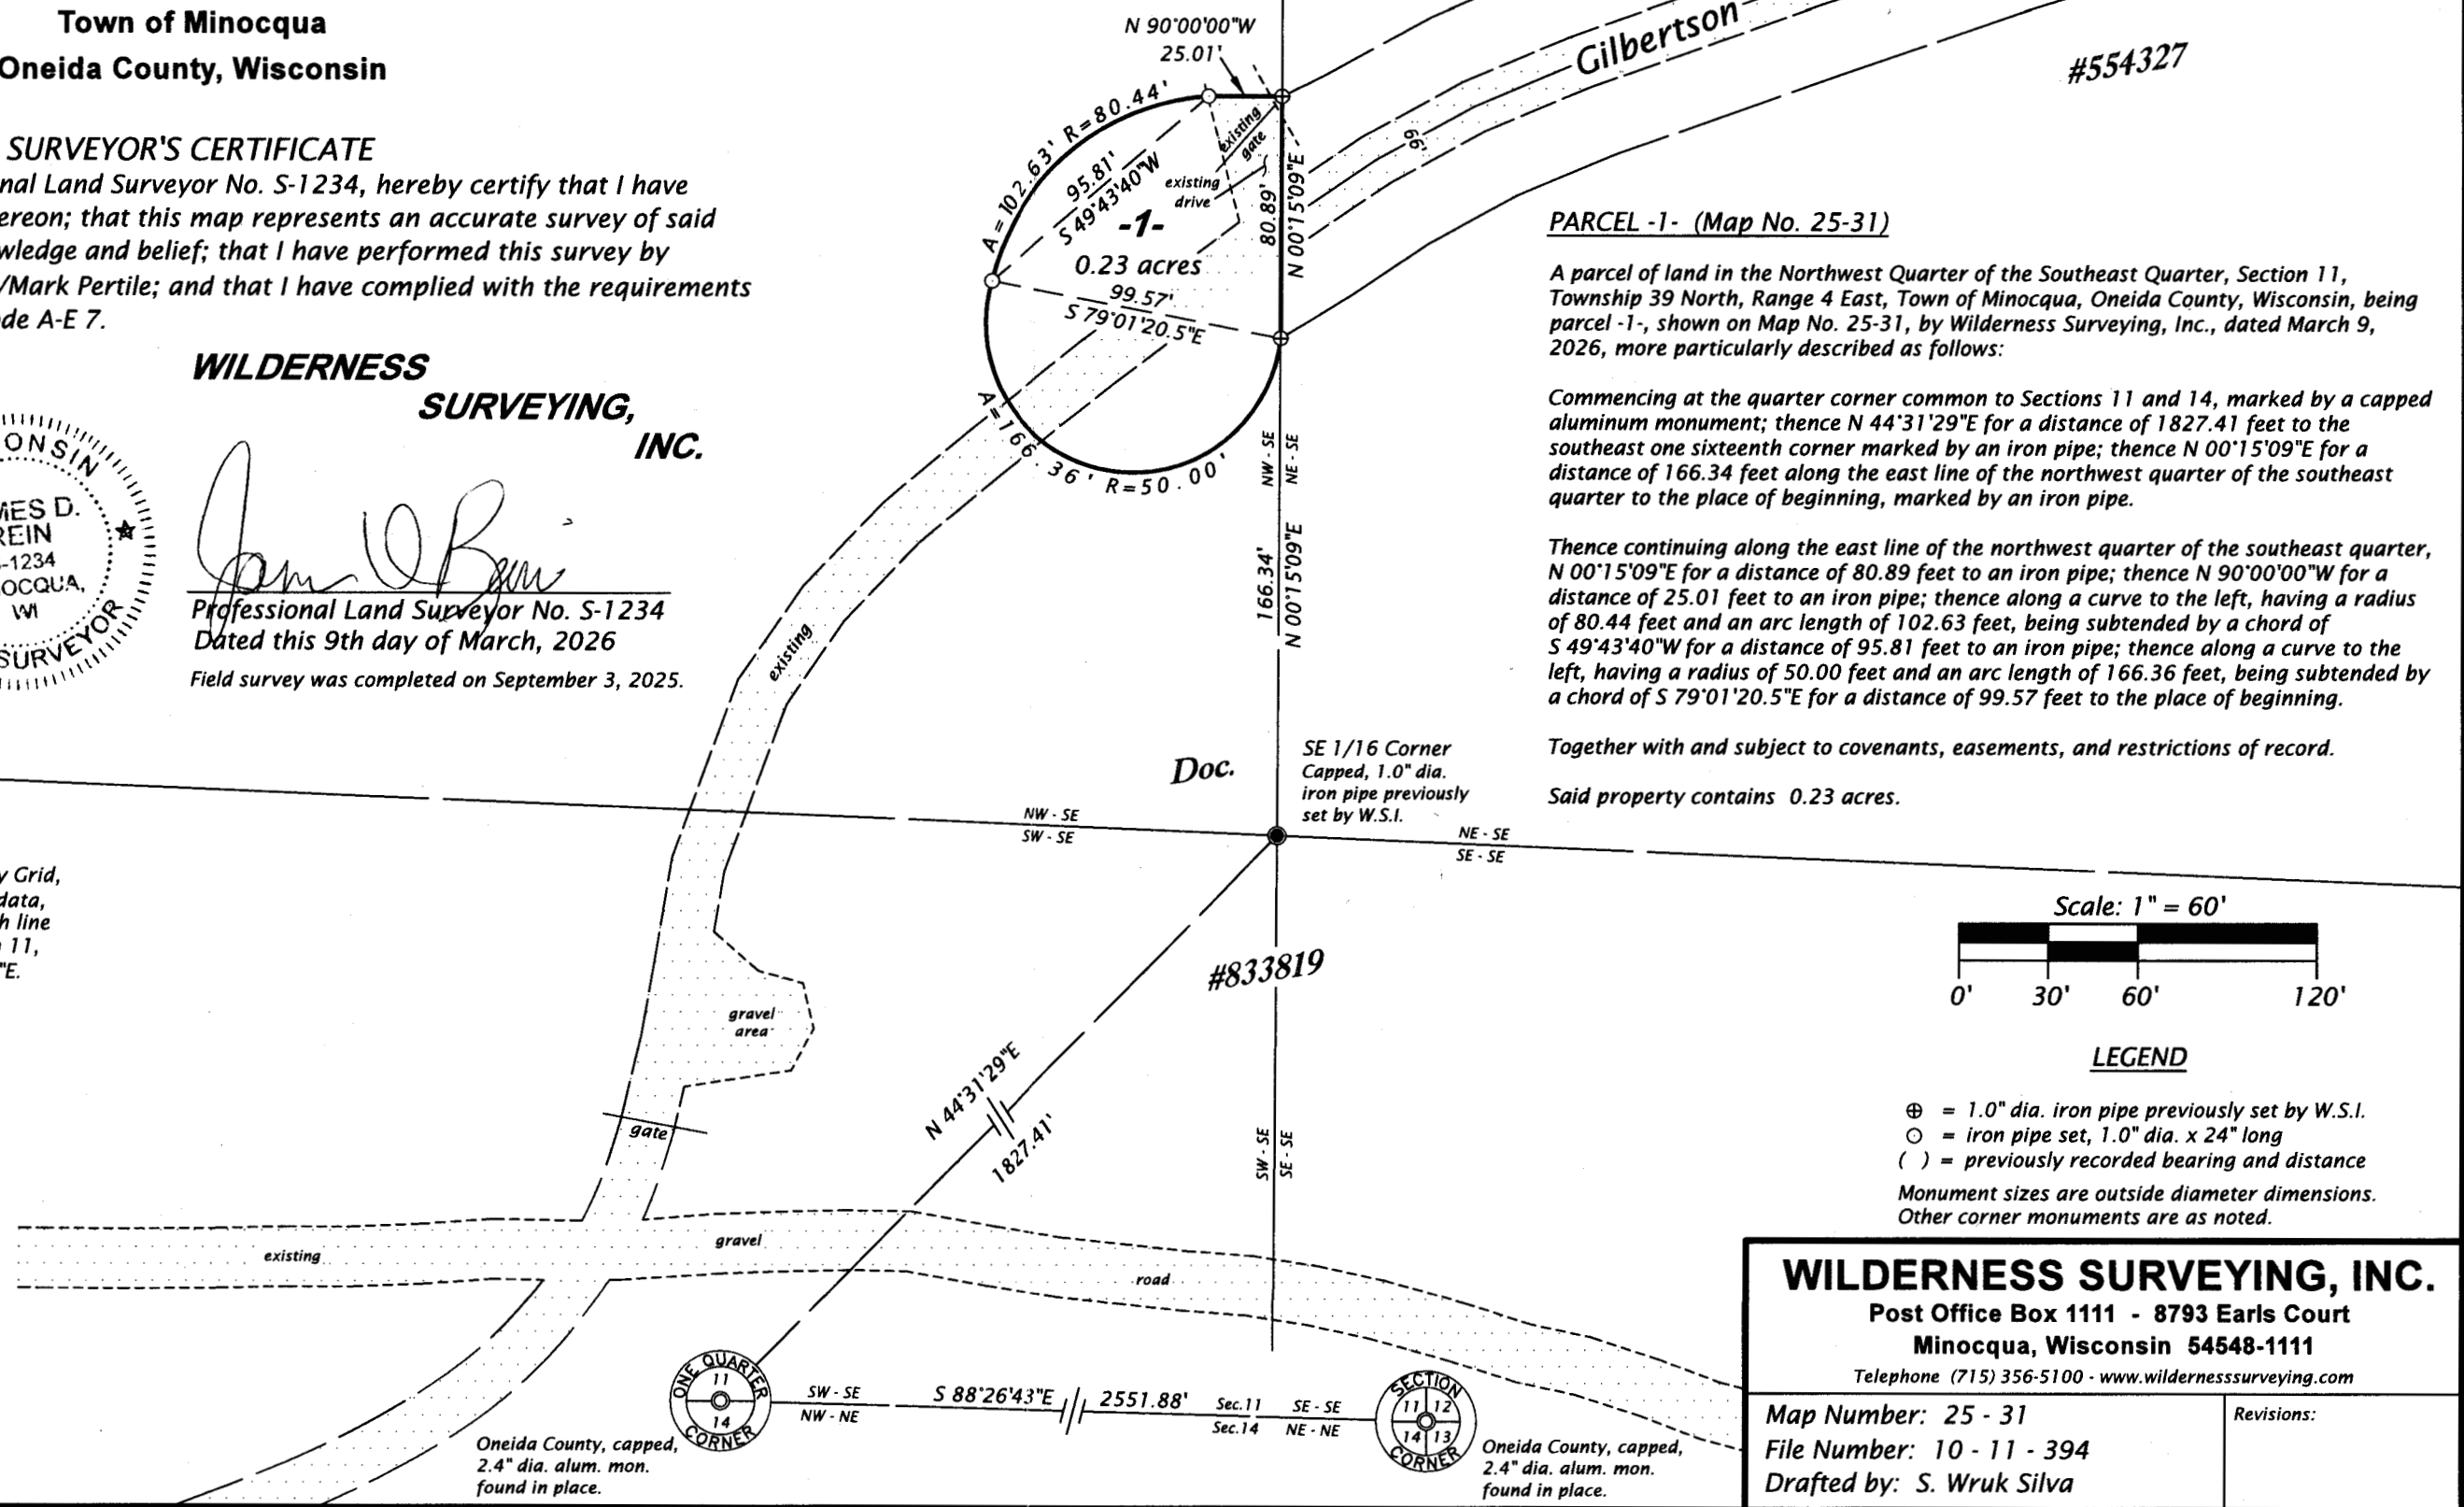 Town of Minocqua
Oneida County, Wisconsin
SURVEYOR'S CERTIFICATE
nal Land Surveyor No. S-1234, hereby certify that I have
ereon; that this map represents an accurate survey of said
wledge and belief; that I have performed this survey by
/Mark Pertile; and that I have complied with the requirements
de A-E 7.
WILDERNESS
SURVEYING,
INC.
ONSIN
MES D.
REIN
-1234
OCQUA,
WI
SURVEYOR
Professional Land Surveyor No. S-1234
Dated this 9th day of March, 2026
Field survey was completed on September 3, 2025.
y Grid,
data,
h line
11,
"E.
N 90°00'00"W
25.01'
A=102.63' R=80.44'
95.81'
S 49°43'40"W
existing
gate
existing
drive
-1-
0.23 acres
80.89'
N 00°15'09"E
99.57'
S 79°01'20.5"E
A=166.36' R=50.00'
Gilbertson
66'
#554327
NW - SE
NE - SE
166.34'
N 00°15'09"E
existing
Doc.
SE 1/16 Corner
Capped, 1.0" dia.
iron pipe previously
set by W.S.I.
NW - SE
SW - SE
NE - SE
SE - SE
#833819
gravel
area
gate
N 44°31'29"E
1827.41'
SW - SE
SE - SE
existing
gravel
road
ONE QUARTER
11
14
CORNER
SW - SE
NW - NE
S 88°26'43"E
2551.88'
Sec.11
Sec.14
SE - SE
NE - NE
SECTION
11 12
14 13
CORNER
Oneida County, capped,
2.4" dia. alum. mon.
found in place.
Oneida County, capped,
2.4" dia. alum. mon.
found in place.
PARCEL -1- (Map No. 25-31)
A parcel of land in the Northwest Quarter of the Southeast Quarter, Section 11,
Township 39 North, Range 4 East, Town of Minocqua, Oneida County, Wisconsin, being
parcel -1-, shown on Map No. 25-31, by Wilderness Surveying, Inc., dated March 9,
2026, more particularly described as follows:
Commencing at the quarter corner common to Sections 11 and 14, marked by a capped
aluminum monument; thence N 44°31'29"E for a distance of 1827.41 feet to the
southeast one sixteenth corner marked by an iron pipe; thence N 00°15'09"E for a
distance of 166.34 feet along the east line of the northwest quarter of the southeast
quarter to the place of beginning, marked by an iron pipe.
Thence continuing along the east line of the northwest quarter of the southeast quarter,
N 00°15'09"E for a distance of 80.89 feet to an iron pipe; thence N 90°00'00"W for a
distance of 25.01 feet to an iron pipe; thence along a curve to the left, having a radius
of 80.44 feet and an arc length of 102.63 feet, being subtended by a chord of
S 49°43'40"W for a distance of 95.81 feet to an iron pipe; thence along a curve to the
left, having a radius of 50.00 feet and an arc length of 166.36 feet, being subtended by
a chord of S 79°01'20.5"E for a distance of 99.57 feet to the place of beginning.
Together with and subject to covenants, easements, and restrictions of record.
Said property contains 0.23 acres.
Scale: 1" = 60'
0' 30' 60' 120'
LEGEND
⊕ = 1.0" dia. iron pipe previously set by W.S.I.
⊙ = iron pipe set, 1.0" dia. x 24" long
( ) = previously recorded bearing and distance
Monument sizes are outside diameter dimensions.
Other corner monuments are as noted.
WILDERNESS SURVEYING, INC.
Post Office Box 1111 - 8793 Earls Court
Minocqua, Wisconsin 54548-1111
Telephone (715) 356-5100 - www.wildernesssurveying.com
Map Number: 25 - 31
File Number: 10 - 11 - 394
Drafted by: S. Wruk Silva
Revisions: